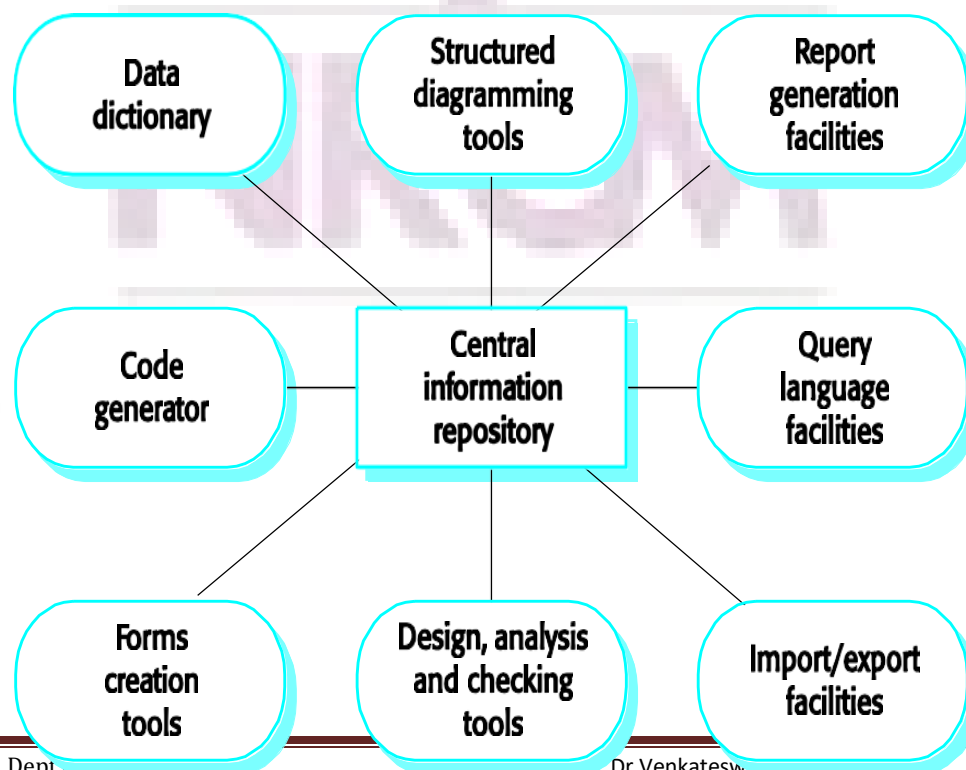 Data
dictionary
Structured
diagramming
tools
Report
generation
facilities
Code
generator
Central
information
repository
Query
language
facilities
Forms
creation
tools
Design, analysis
and checking
tools
Import/export
facilities
Dr